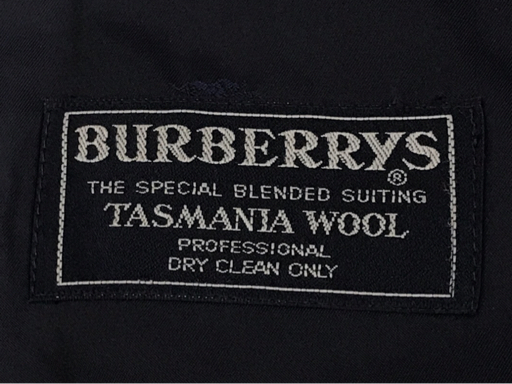 BURBERRYS
®
THE SPECIAL BLENDED SUITING
TASMANIA WOOL
PROFESSIONAL
DRY CLEAN ONLY